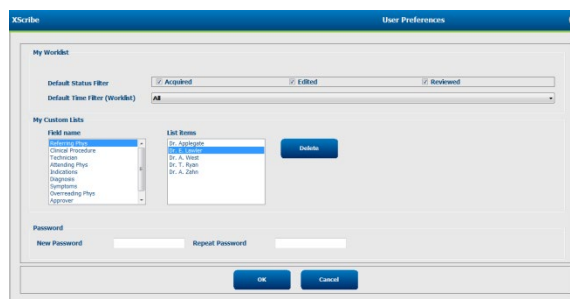 XScribe User Preferences
My Worklist
Default Status Filter Acquired Edited Reviewed
Default Time Filter (Worklist) All
My Custom Lists
Field name List items
Referring Phys Dr. Applegate
Clinical Procedure Dr. E. Lawler
Technician Dr. A. West
Attending Phys Dr. T. Ryan
Indications Dr. A. Zahn
Diagnosis
Symptoms
Overreading Phys
Approver
Delete
Password
New Password Repeat Password
OK Cancel